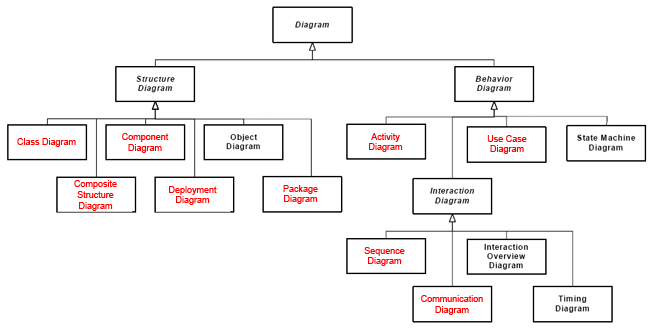 Diagram
Structure
Diagram
Behavior
Diagram
Class Diagram
Component
Diagram
Object
Diagram
Activity
Diagram
Use Case
Diagram
State Machine
Diagram
Composite
Structure
Diagram
Deployment
Diagram
Package
Diagram
Interaction
Diagram
Sequence
Diagram
Interaction
Overview
Diagram
Communication
Diagram
Timing
Diagram